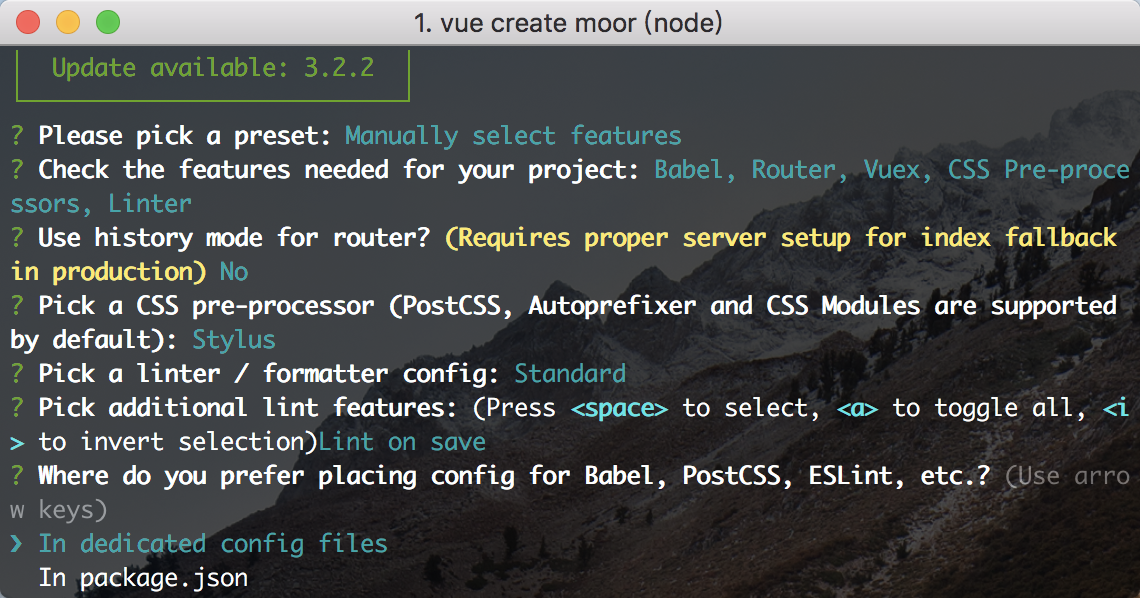 1. vue create moor (node)
Update available: 3.2.2
? Please pick a preset: Manually select features
? Check the features needed for your project: Babel, Router, Vuex, CSS Pre-proce
ssors, Linter
? Use history mode for router? (Requires proper server setup for index fallback
in production) No
? Pick a CSS pre-processor (PostCSS, Autoprefixer and CSS Modules are supported
by default): Stylus
? Pick a linter / formatter config: Standard
? Pick additional lint features: (Press <space> to select, <a> to toggle all, <i
> to invert selection)Lint on save
? Where do you prefer placing config for Babel, PostCSS, ESLint, etc.? (Use arro
w keys)
❯ In dedicated config files
In package.json